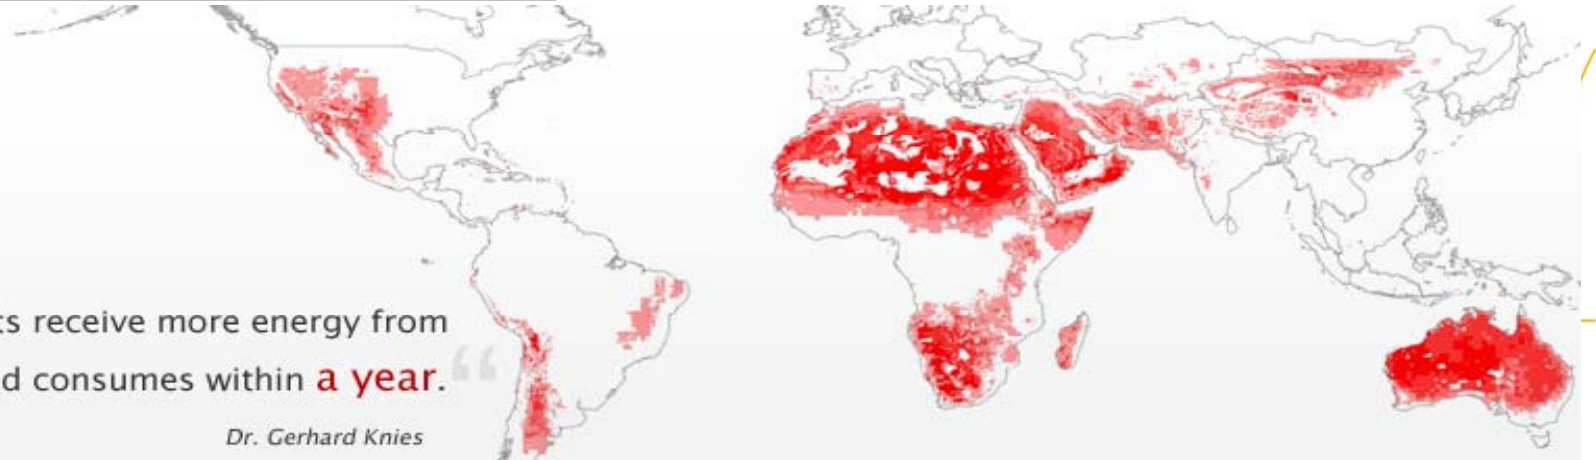 ts receive more energy from
d consumes within a year. “
Dr. Gerhard Knies